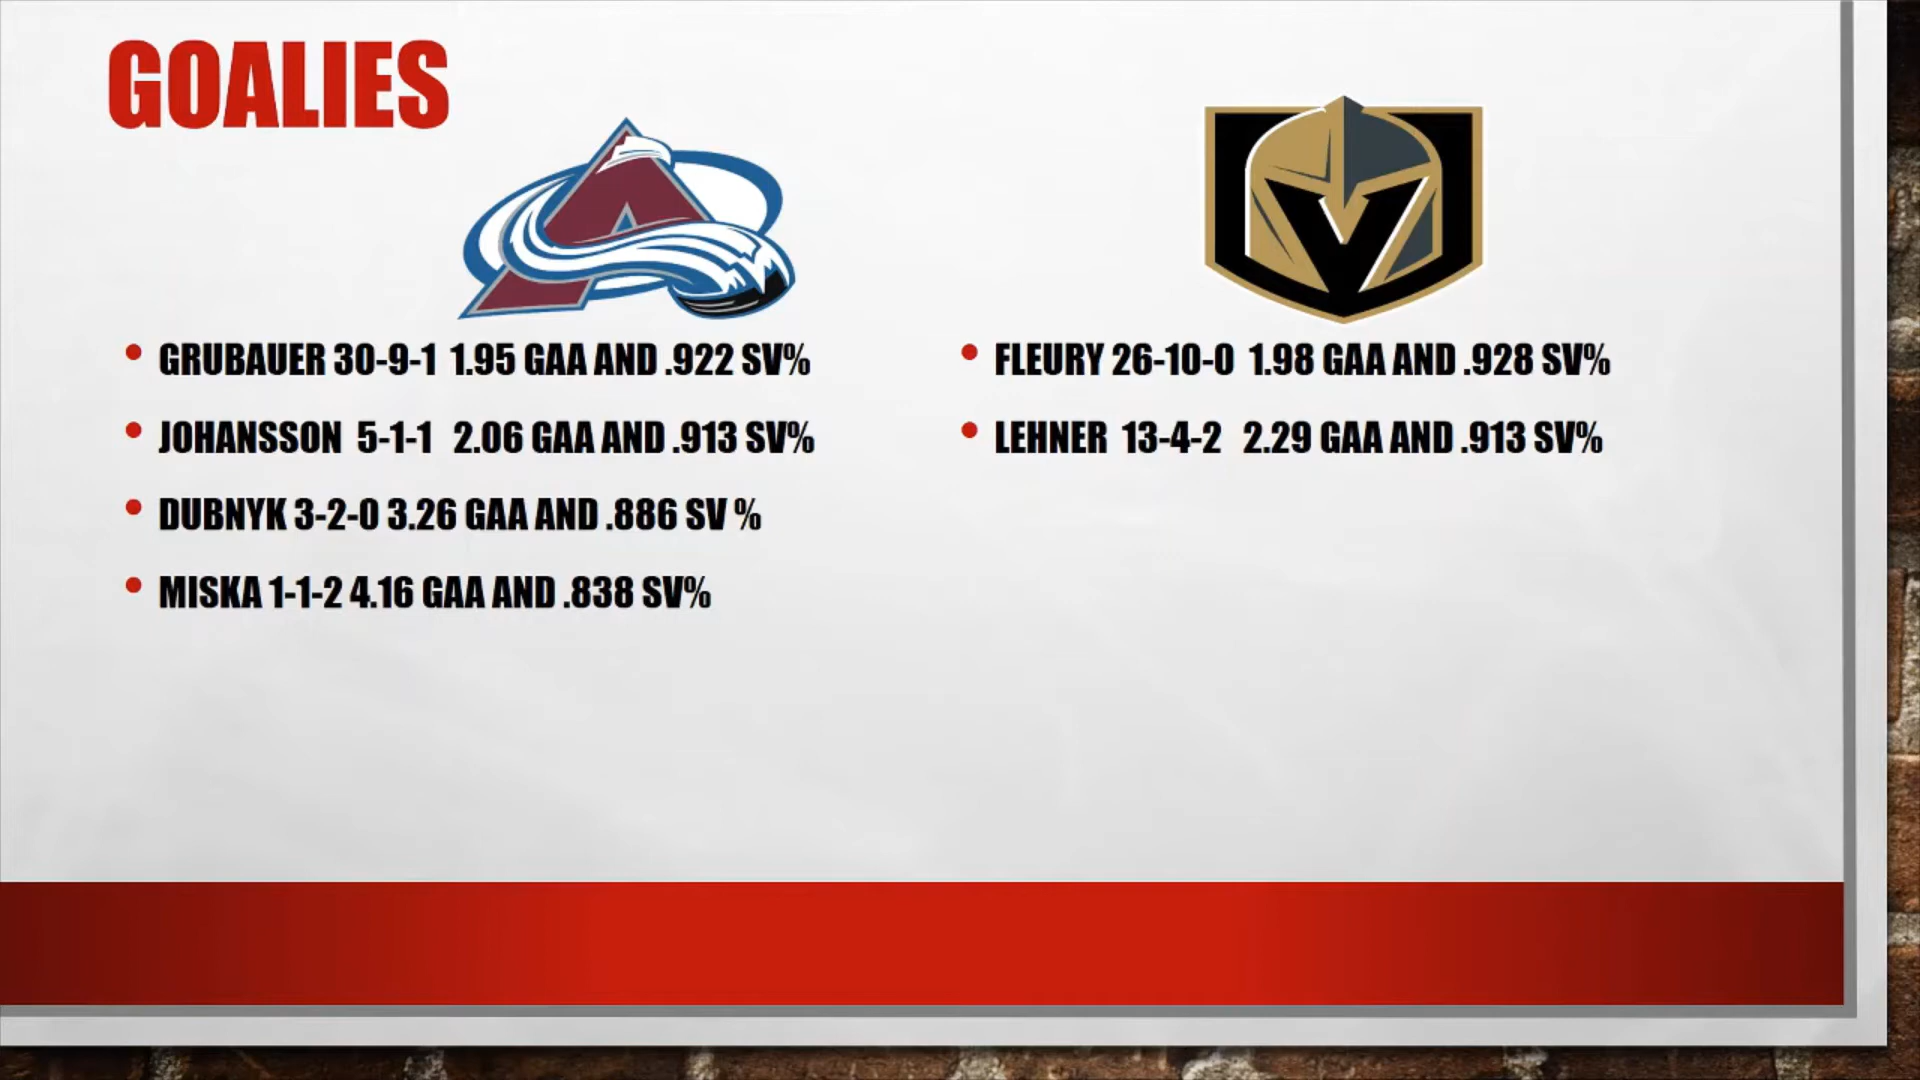 GOALIES
GRUBAUER 30-9-1 1.95 GAA AND .922 SV%
JOHANSSON 5-1-1 2.06 GAA AND .913 SV%
DUBNYK 3-2-0 3.26 GAA AND .886 SV %
MISKA 1-1-2 4.16 GAA AND .838 SV%
FLEURY 26-10-0 1.98 GAA AND .928 SV%
LEHNER 13-4-2 2.29 GAA AND .913 SV%